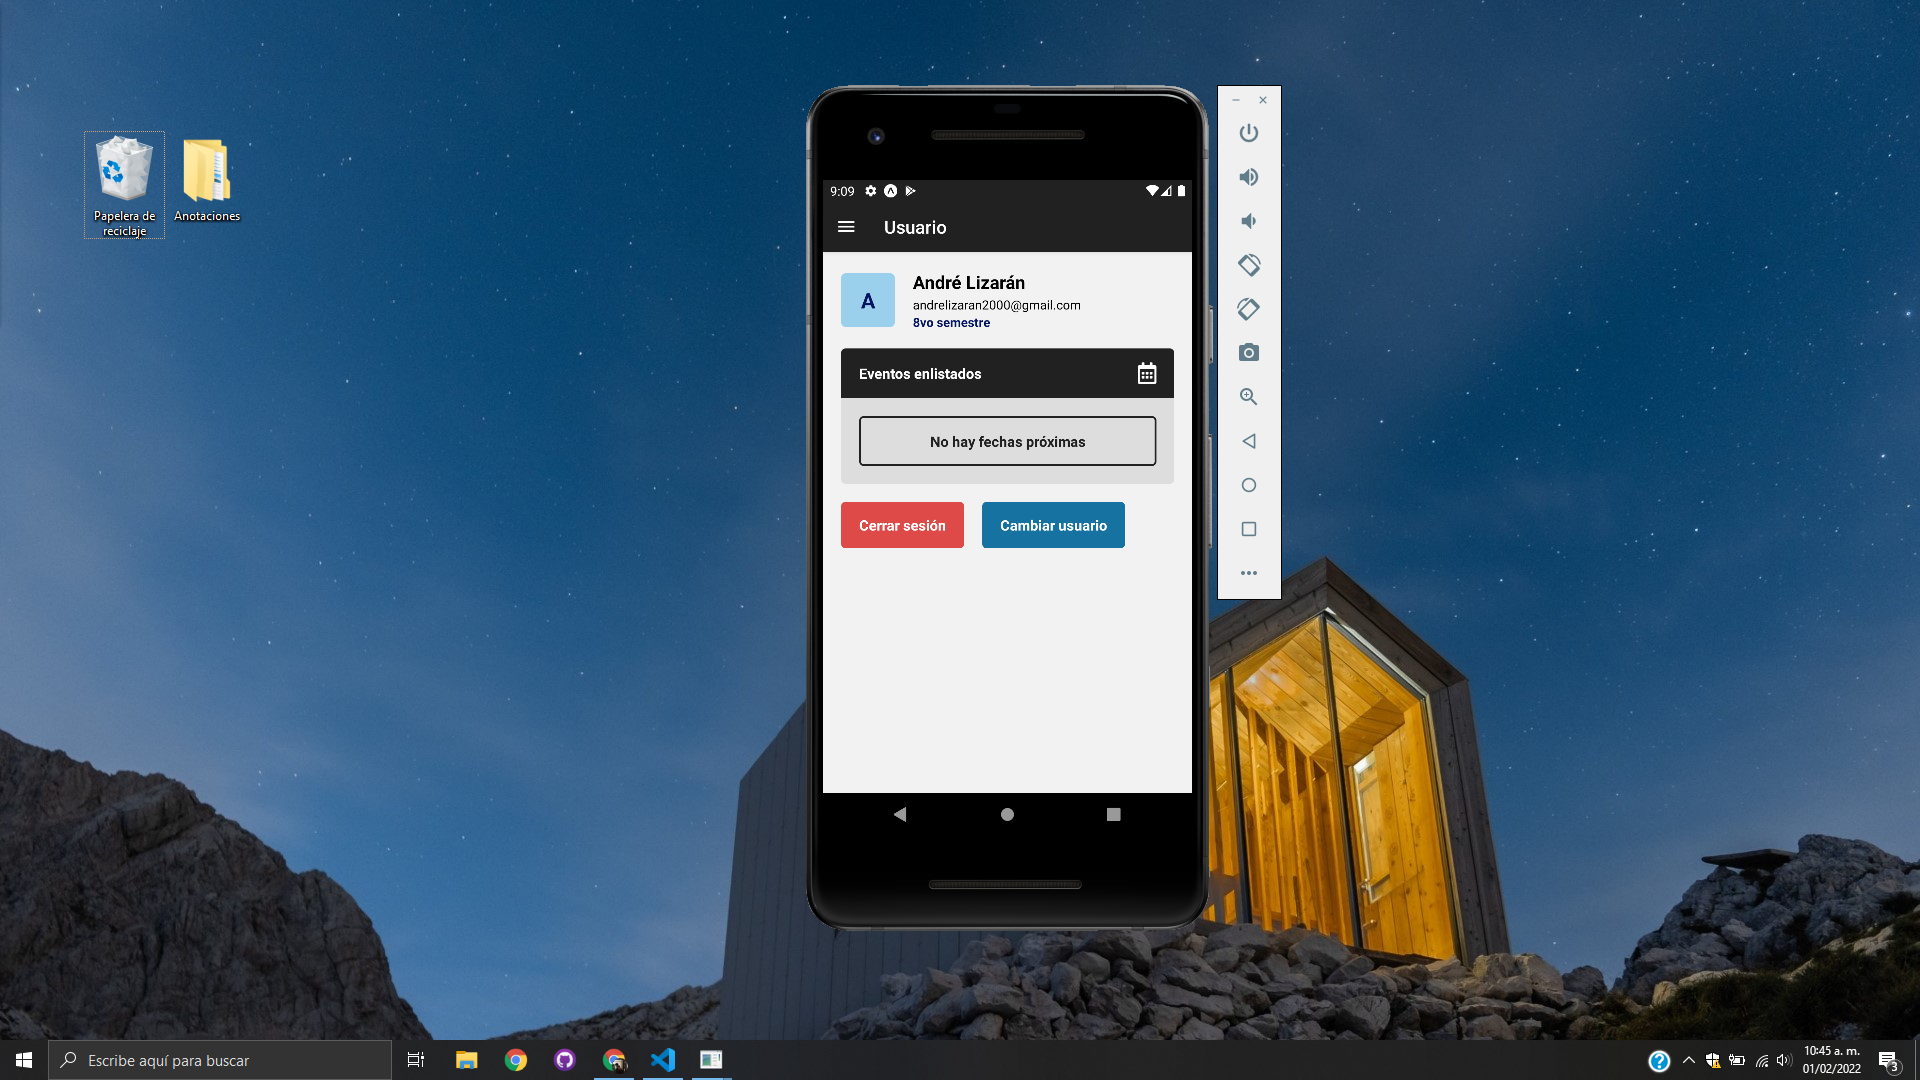 Papelera de
reciclaje
Anotaciones
9:09
Usuario
A
André Lizarán
andrelizaran2000@gmail.com
8vo semestre
Eventos enlistados
No hay fechas próximas
Cerrar sesión
Cambiar usuario
Escribe aquí para buscar
10:45 a. m.
01/02/2022
3